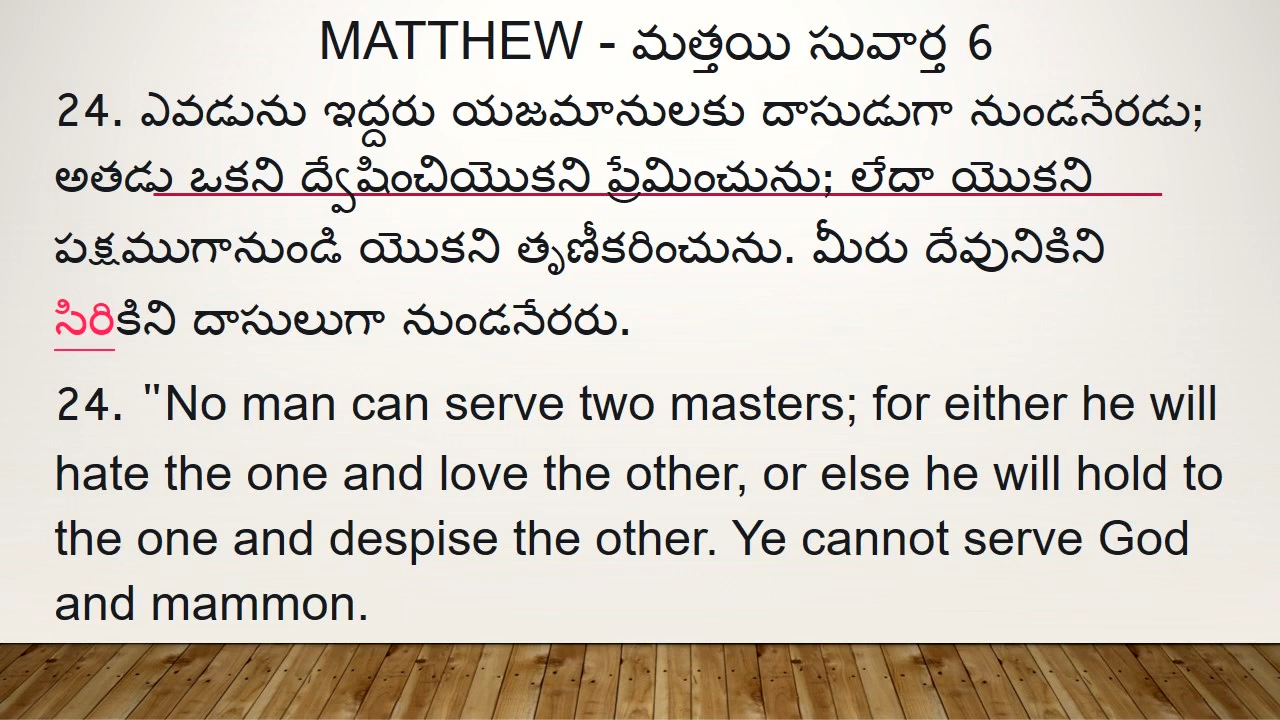 MATTHEW - మత్తయి సువార్త 6
24. ఎవడును ఇద్దరు యజమానులకు దాసుడుగా నుండనేరడు;
అతడు ఒకని ద్వేషించియొకని ప్రేమించును; లేదా యొకని
పక్షముగానుండి యొకని తృణీకరించును. మీరు దేవునికిని
సిరికిని దాసులుగా నుండనేరరు.
24. "No man can serve two masters; for either he will
hate the one and love the other, or else he will hold to
the one and despise the other. Ye cannot serve God
and mammon.